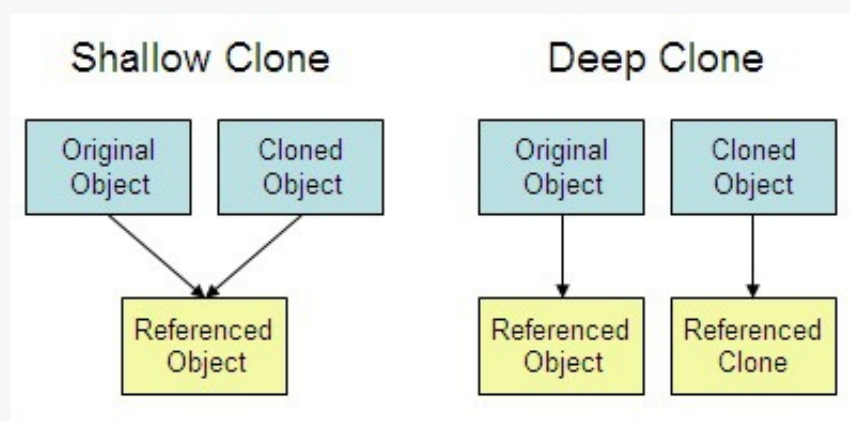 Shallow Clone
Original
Object
Cloned
Object
Referenced
Object
Deep Clone
Original
Object
Cloned
Object
Referenced
Object
Referenced
Clone